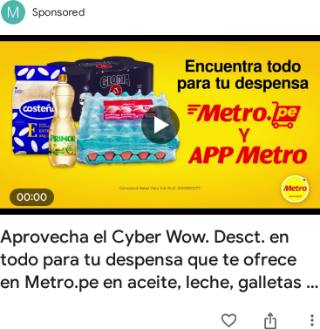 M
Sponsored
Encuentra todo
para tu despensa
Metro.pe
Y
APP Metro
costeño
GLORIA
PRIMOR
Metro
00:00
Aprovecha el Cyber Wow. Desct. en
todo para tu despensa que te ofrece
en Metro.pe en aceite, leche, galletas ...